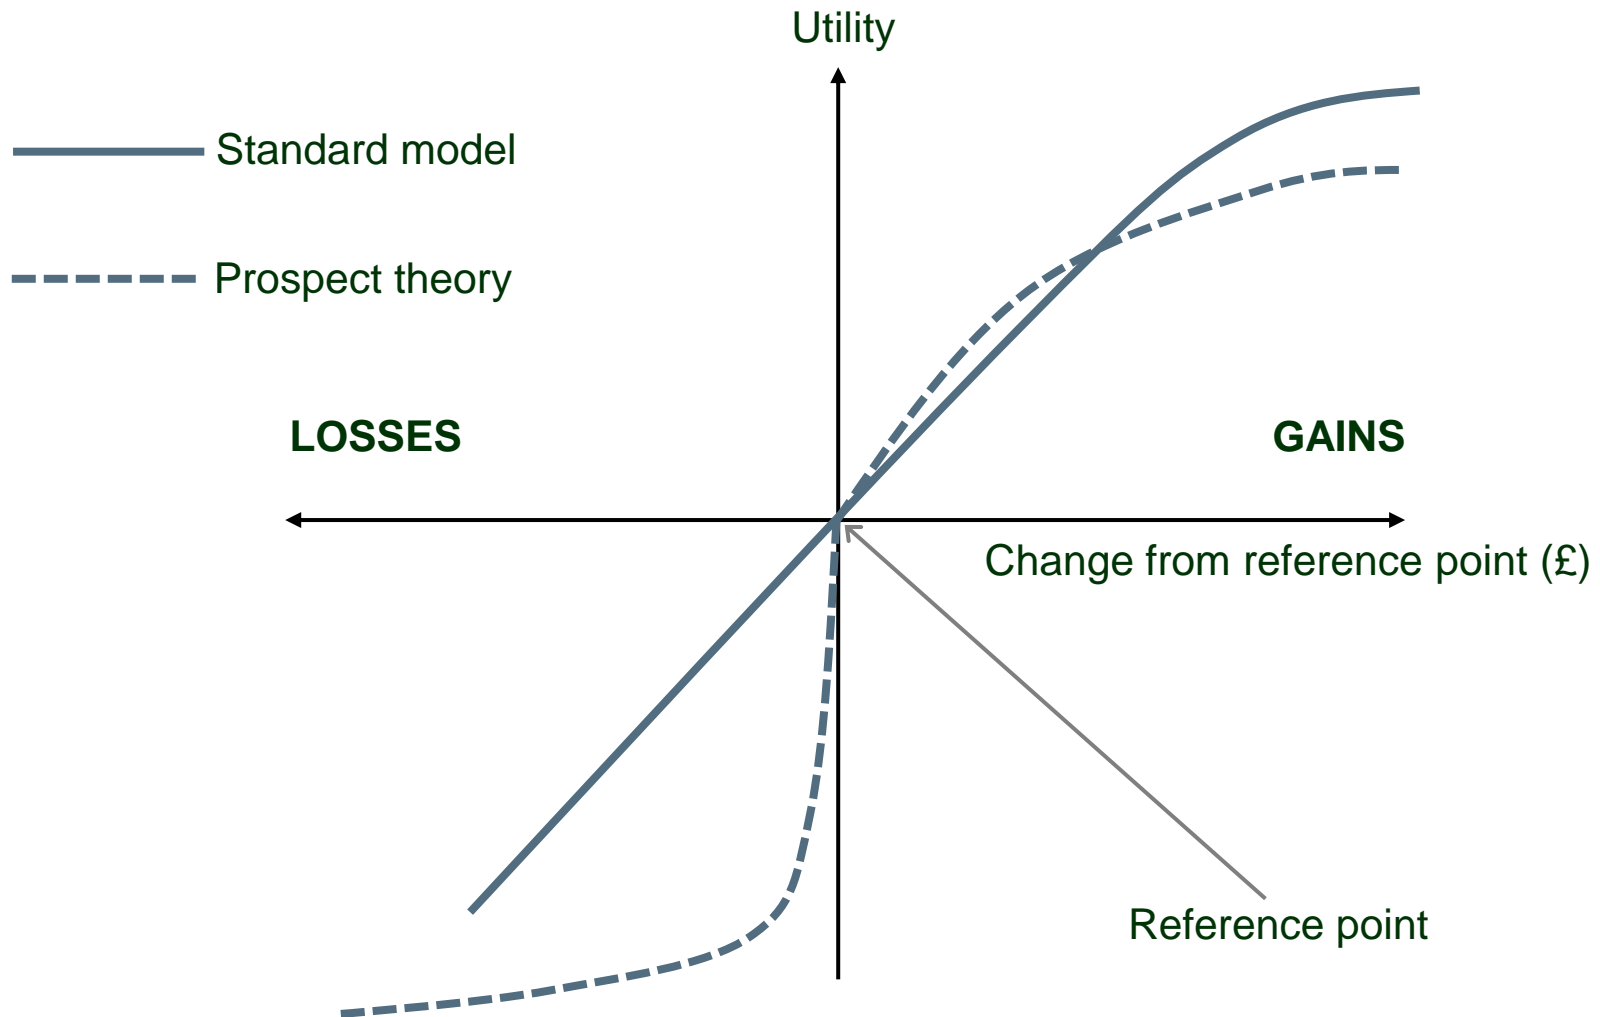 Utility
Standard model
Prospect theory
LOSSES
GAINS
Change from reference point (£)
Reference point